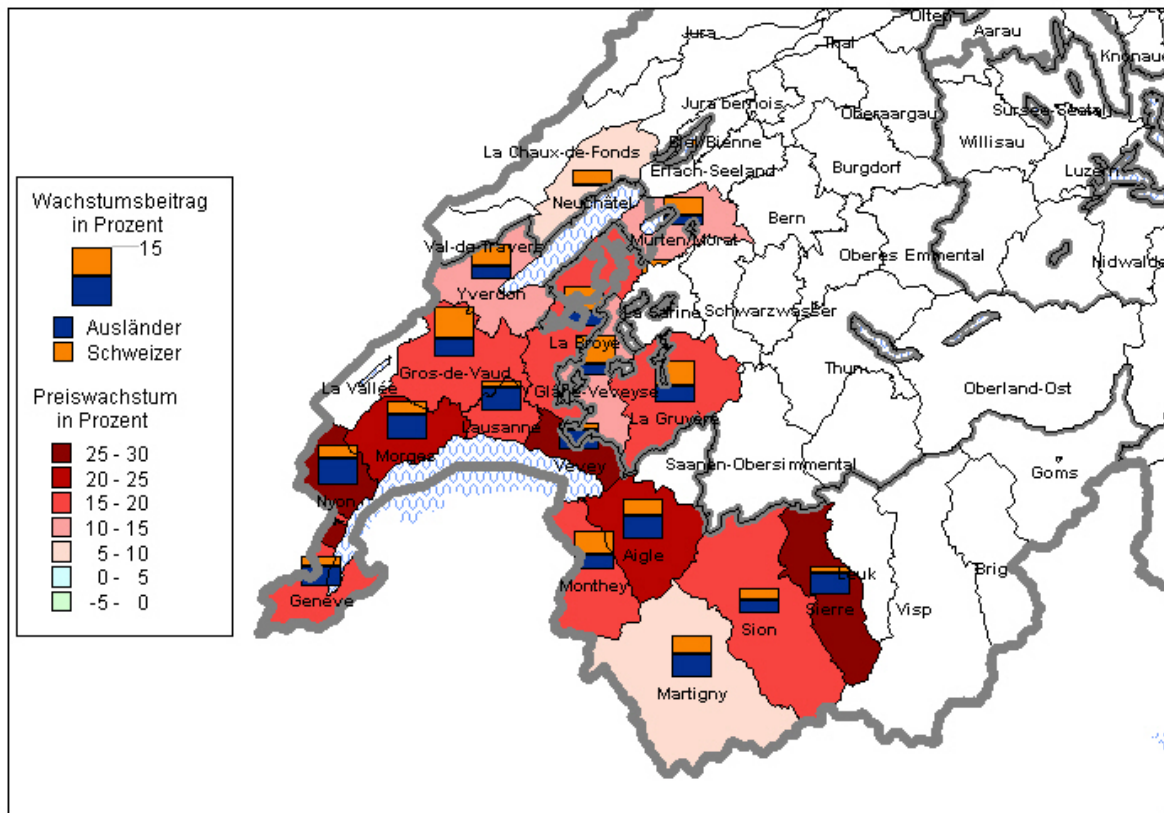 Olten
Aarau
Jura
Thal
Knonaue
Jura bernois
Oberaargau
Sursee-Seetal
Biel/Bienne
Willisau
La Chaux-de-Fonds
Erlach-Seeland
Burgdorf
Luzern
Wachstumsbeitrag
in Prozent
15
Neuchâtel
Bern
Murten/Morat
Val-de-Travers
Oberes Emmental
Nidwalde
Yverdon
Ausländer
Schweizer
La Sarine
Schwarzwasser
La Broye
Gros-de-Vaud
Thun
La Vallée
Glâne-Veveyse
Oberland-Ost
Preiswachstum
in Prozent
La Gruyère
Lausanne
25 - 30
20 - 25
15 - 20
10 - 15
5 - 10
0 - 5
-5 - 0
Morges
Vevey
Saanen-Obersimmental
Goms
Nyon
Aigle
Monthey
Leuk
Brig
Genève
Sierre
Visp
Sion
Martigny